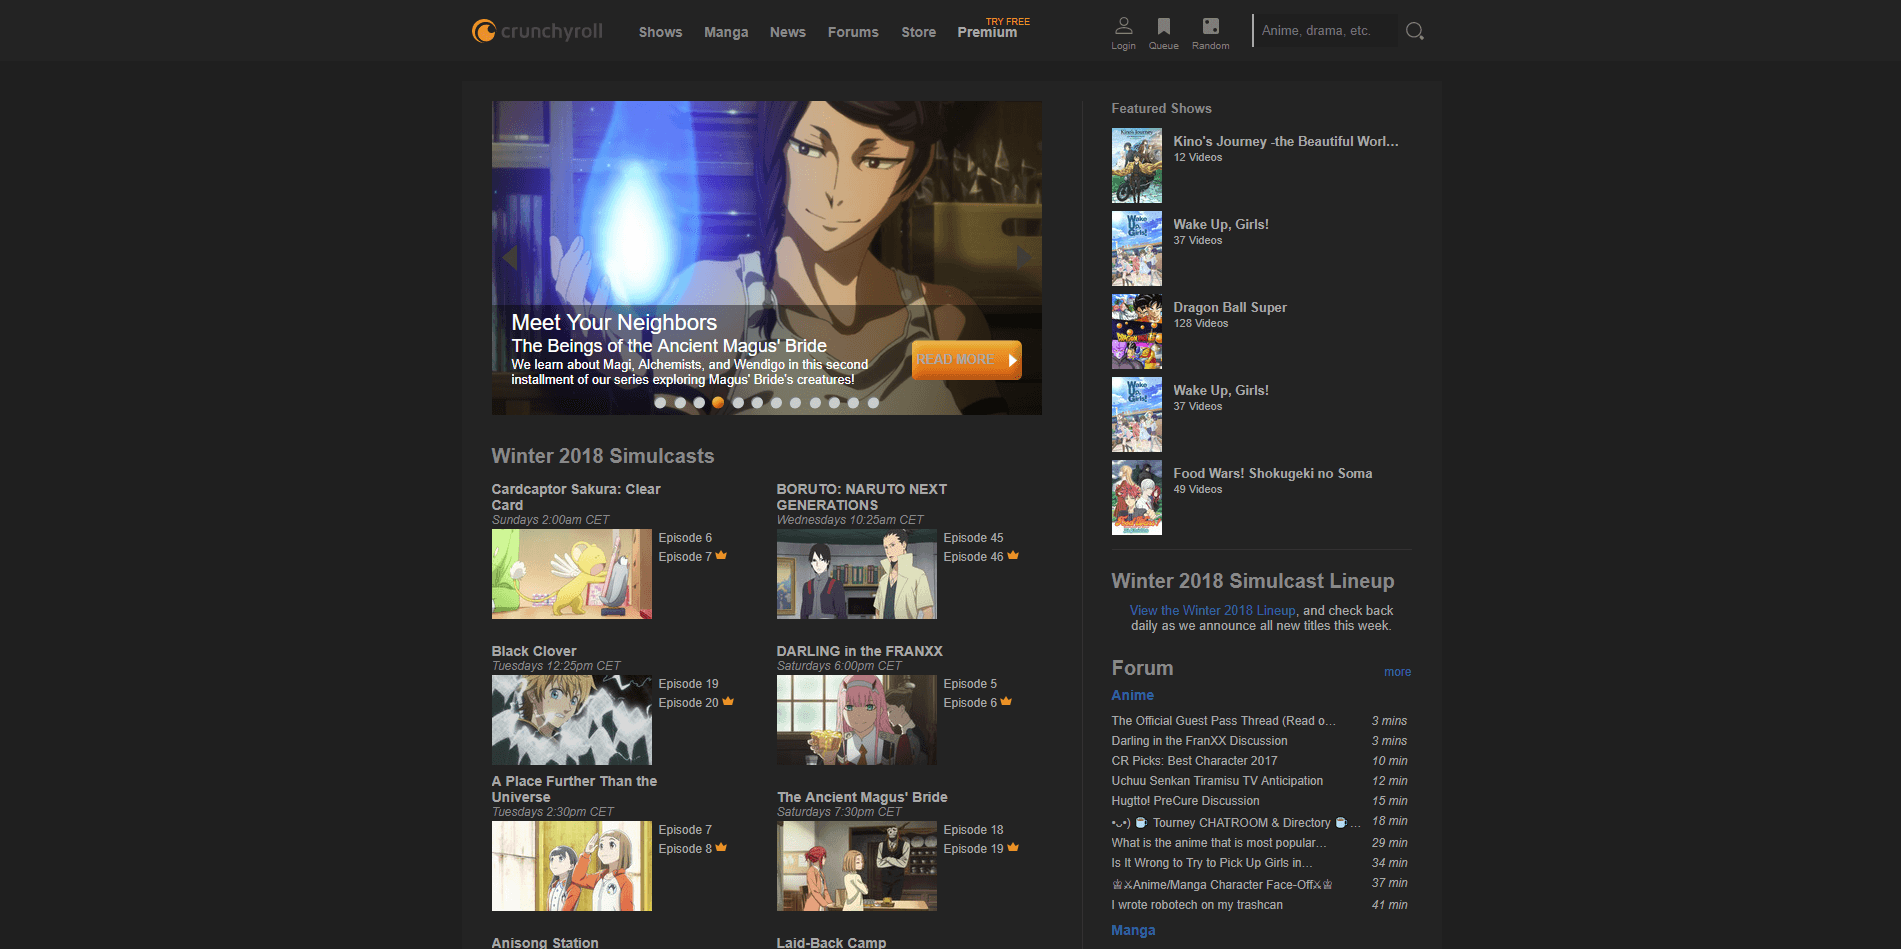 crunchyroll
Shows
Manga
News
Forums
Store
TRY FREE
Premium
Login
Queue
Random
Anime, drama, etc.
Meet Your Neighbors
The Beings of the Ancient Magus' Bride
We learn about Magi, Alchemists, and Wendigo in this second
installment of our series exploring Magus' Bride's creatures!
READ MORE
Winter 2018 Simulcasts
Cardcaptor Sakura: Clear
Card
Sundays 2:00am CET
Episode 6
Episode 7
BORUTO: NARUTO NEXT
GENERATIONS
Wednesdays 10:25am CET
Episode 45
Episode 46
Black Clover
Tuesdays 12:25pm CET
Episode 19
Episode 20
DARLING in the FRANXX
Saturdays 6:00pm CET
Episode 5
Episode 6
A Place Further Than the
Universe
Tuesdays 2:30pm CET
Episode 7
Episode 8
The Ancient Magus' Bride
Saturdays 7:30pm CET
Episode 18
Episode 19
Anisong Station
Laid-Back Camp
Featured Shows
Kino's Journey
Kino's Journey -the Beautiful Worl...
12 Videos
Wake Up, Girls!
Wake Up, Girls!
37 Videos
Dragon Ball Super
128 Videos
Wake Up, Girls!
Wake Up, Girls!
37 Videos
Food Wars! Shokugeki no Soma
49 Videos
Winter 2018 Simulcast Lineup
View the Winter 2018 Lineup, and check back
daily as we announce all new titles this week.
Forum
more
Anime
The Official Guest Pass Thread (Read o... 3 mins
Darling in the FranXX Discussion 3 mins
CR Picks: Best Character 2017 10 min
Uchuu Senkan Tiramisu TV Anticipation 12 min
Hugtto! PreCure Discussion 15 min
•ᴗ•) ☕ Tourney CHATROOM & Directory ☕ ... 18 min
What is the anime that is most popular... 29 min
Is It Wrong to Try to Pick Up Girls in... 34 min
♔⚔Anime/Manga Character Face-Off⚔♔ 37 min
I wrote robotech on my trashcan 41 min
Manga